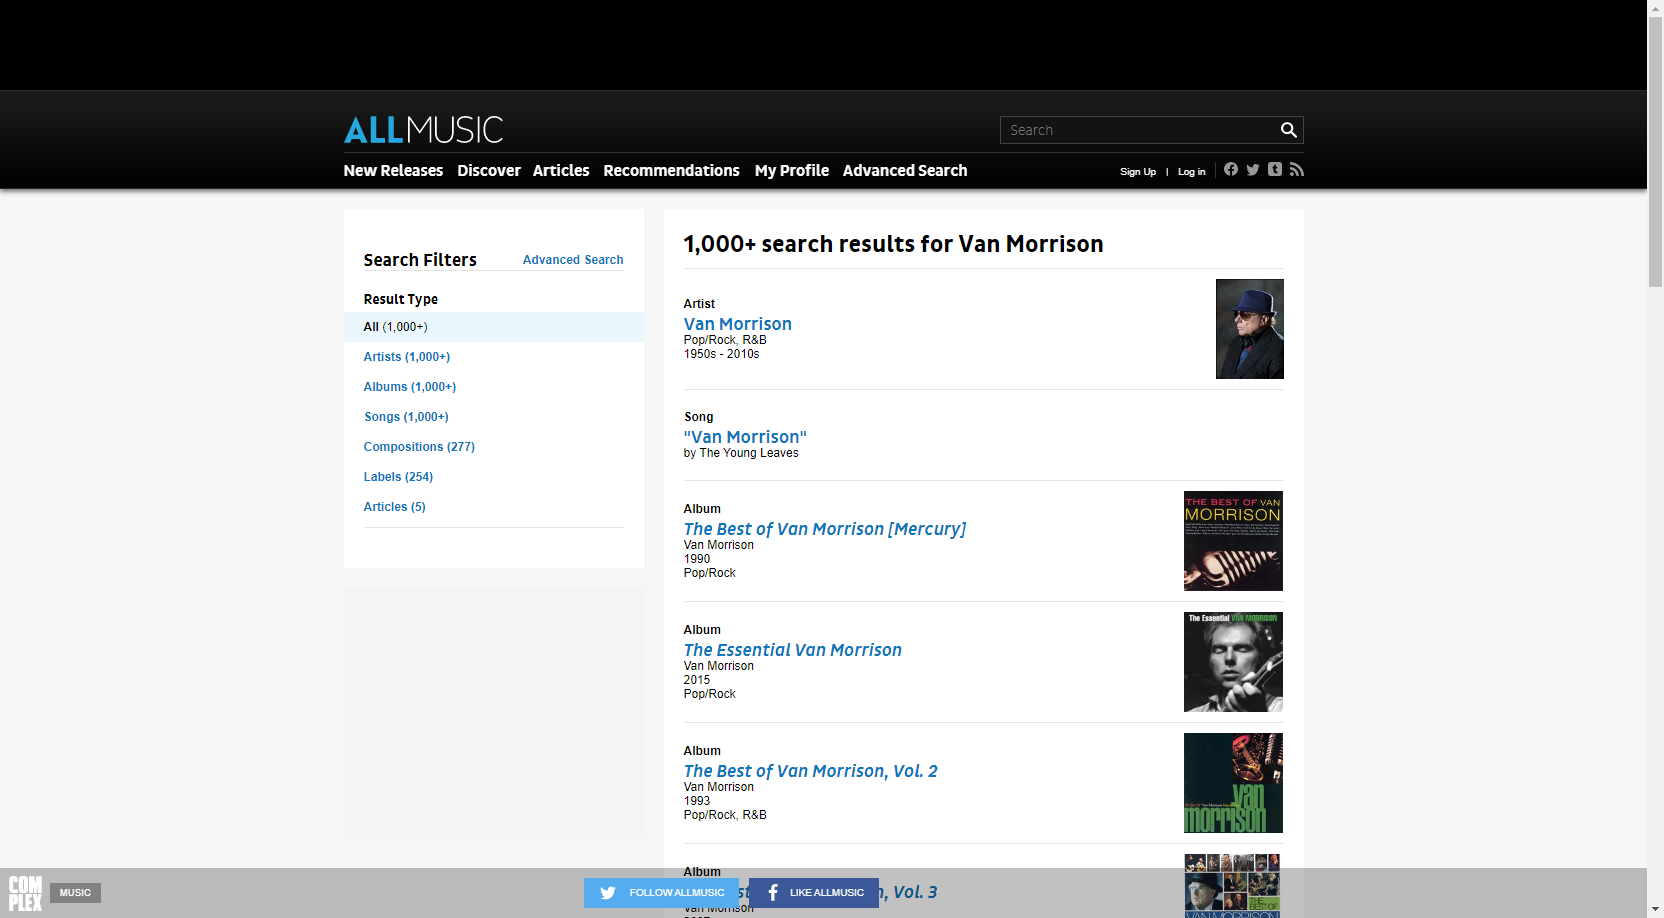 ALLMUSIC
Search
New Releases Discover Articles Recommendations My Profile Advanced Search
Sign Up | Log in
Search Filters
Advanced Search
Result Type
All (1,000+)
Artists (1,000+)
Albums (1,000+)
Songs (1,000+)
Compositions (277)
Labels (254)
Articles (5)
1,000+ search results for Van Morrison
Artist
Van Morrison
Pop/Rock, R&B
1950s - 2010s
Song
"Van Morrison"
by The Young Leaves
Album
The Best of Van Morrison [Mercury]
Van Morrison
1990
Pop/Rock
THE BEST OF VAN
MORRISON
Album
The Essential Van Morrison
Van Morrison
2015
Pop/Rock
The Essential VAN MORRISON
Album
The Best of Van Morrison, Vol. 2
Van Morrison
1993
Pop/Rock, R&B
van
morrison
Album
Vol. 3
Van Morrison
THE BEST OF
VAN MORRISON
COMPLEX
MUSIC
FOLLOW ALLMUSIC
LIKE ALLMUSIC